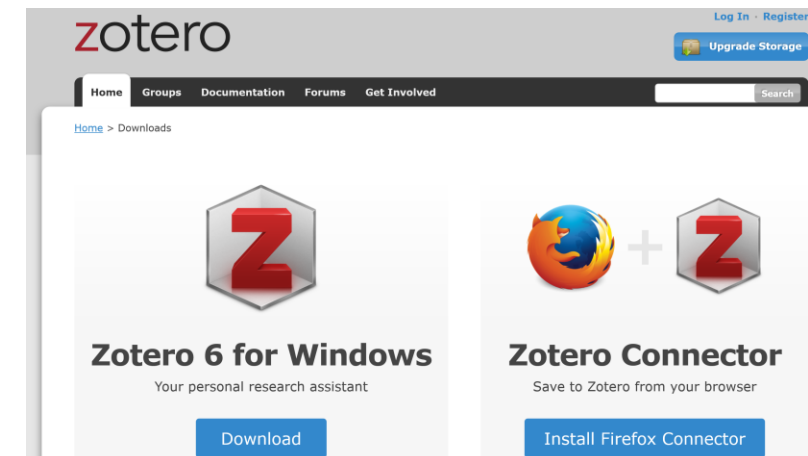 Log In · Register
zotero
Upgrade Storage
Home Groups Documentation Forums Get Involved
Search
Home > Downloads
Z
Z
Zotero 6 for Windows
Your personal research assistant
Download
+
Zotero Connector
Save to Zotero from your browser
Install Firefox Connector